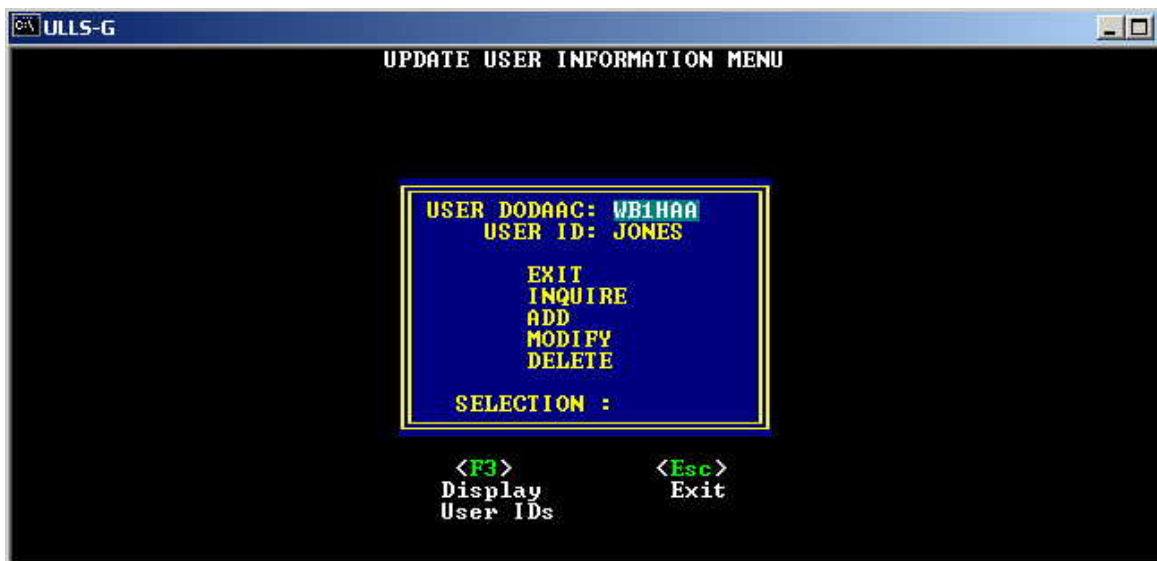 ULLS-G
UPDATE USER INFORMATION MENU
USER DODAAC: WB1HAA
USER ID: JONES
EXIT
INQUIRE
ADD
MODIFY
DELETE
SELECTION :
<F3> <Esc>
Display Exit
User IDs